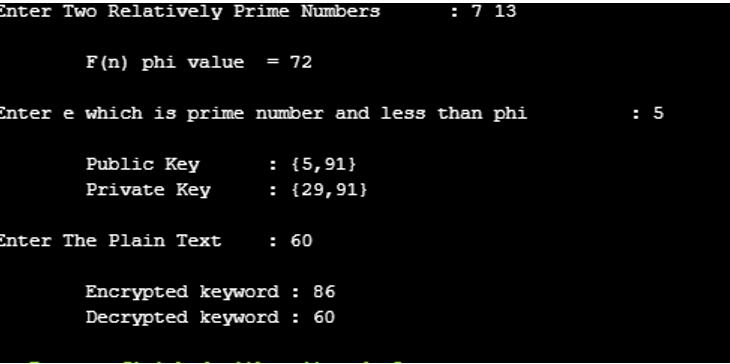 Enter Two Relatively Prime Numbers : 7 13
F(n) phi value = 72
Enter e which is prime number and less than phi : 5
Public Key : {5,91}
Private Key : {29,91}
Enter The Plain Text : 60
Encrypted keyword : 86
Decrypted keyword : 60